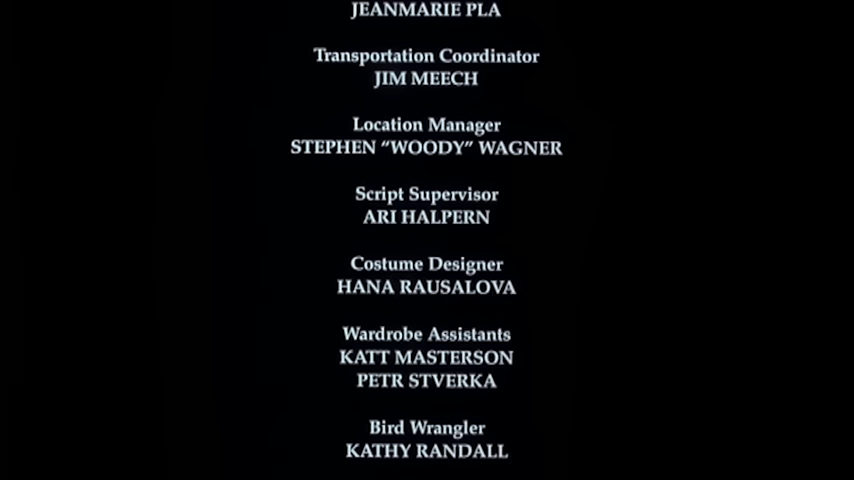 JEANMARIE PLA
Transportation Coordinator
JIM MEECH
Location Manager
STEPHEN “WOODY” WAGNER
Script Supervisor
ARI HALPERN
Costume Designer
HANA RAUSALOVA
Wardrobe Assistants
KATT MASTERSON
PETR STVERKA
Bird Wrangler
KATHY RANDALL